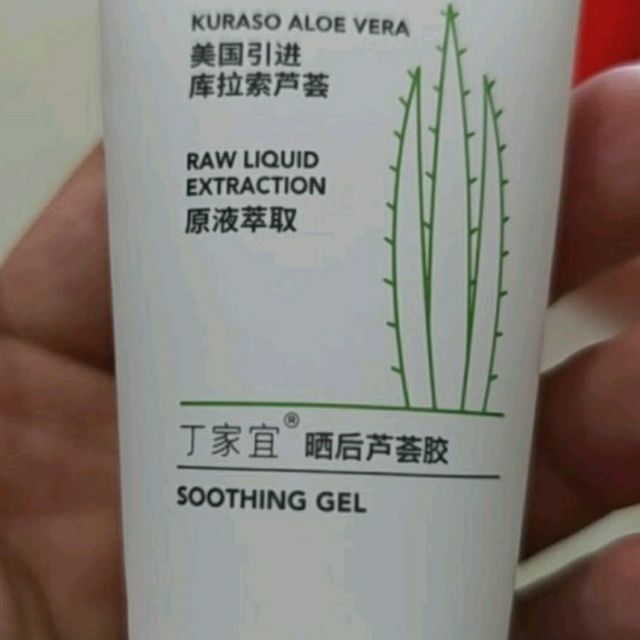 KURASO ALOE VERA
美国引进
库拉索芦荟
RAW LIQUID
EXTRACTION
原液萃取
丁家宜® 晒后芦荟胶
SOOTHING GEL